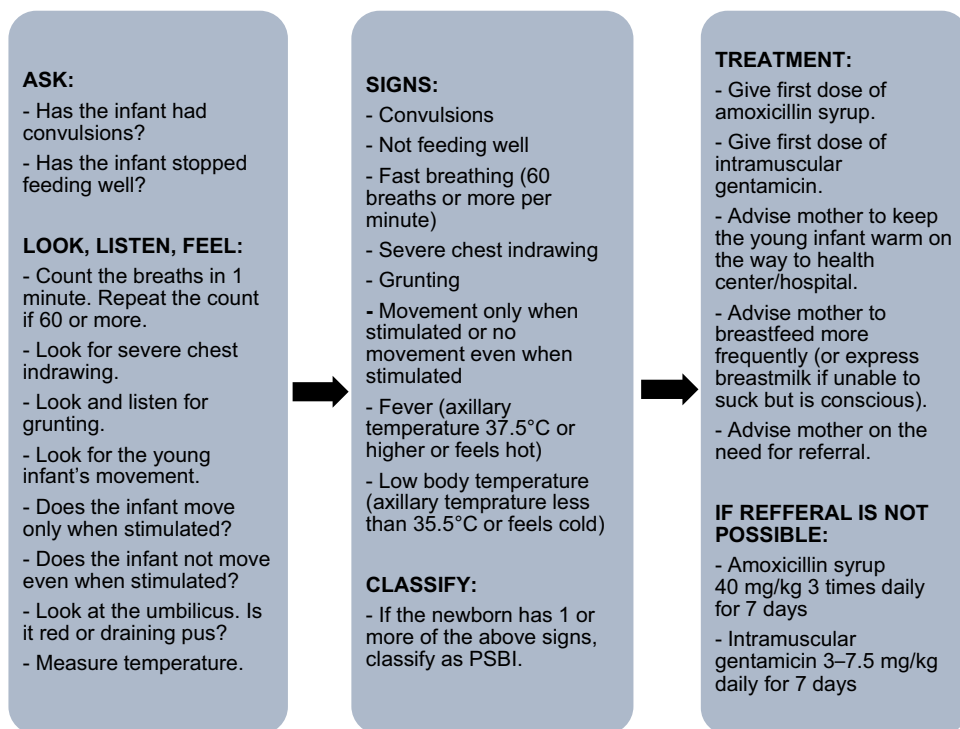 ASK:
- Has the infant had
convulsions?
- Has the infant stopped
feeding well?
LOOK, LISTEN, FEEL:
- Count the breaths in 1
minute. Repeat the count
if 60 or more.
- Look for severe chest
indrawing.
- Look and listen for
grunting.
- Look for the young
infant’s movement.
- Does the infant move
only when stimulated?
- Does the infant not move
even when stimulated?
- Look at the umbilicus. Is
it red or draining pus?
- Measure temperature.
SIGNS:
- Convulsions
- Not feeding well
- Fast breathing (60
breaths or more per
minute)
- Severe chest indrawing
- Grunting
- Movement only when
stimulated or no
movement even when
stimulated
- Fever (axillary
temperature 37.5°C or
higher or feels hot)
- Low body temperature
(axillary temprature less
than 35.5°C or feels cold)
CLASSIFY:
- If the newborn has 1 or
more of the above signs,
classify as PSBI.
TREATMENT:
- Give first dose of
amoxicillin syrup.
- Give first dose of
intramuscular
gentamicin.
- Advise mother to keep
the young infant warm on
the way to health
center/hospital.
- Advise mother to
breastfeed more
frequently (or express
breastmilk if unable to
suck but is conscious).
- Advise mother on the
need for referral.
IF REFFERAL IS NOT
POSSIBLE:
- Amoxicillin syrup
40 mg/kg 3 times daily
for 7 days
- Intramuscular
gentamicin 3–7.5 mg/kg
daily for 7 days